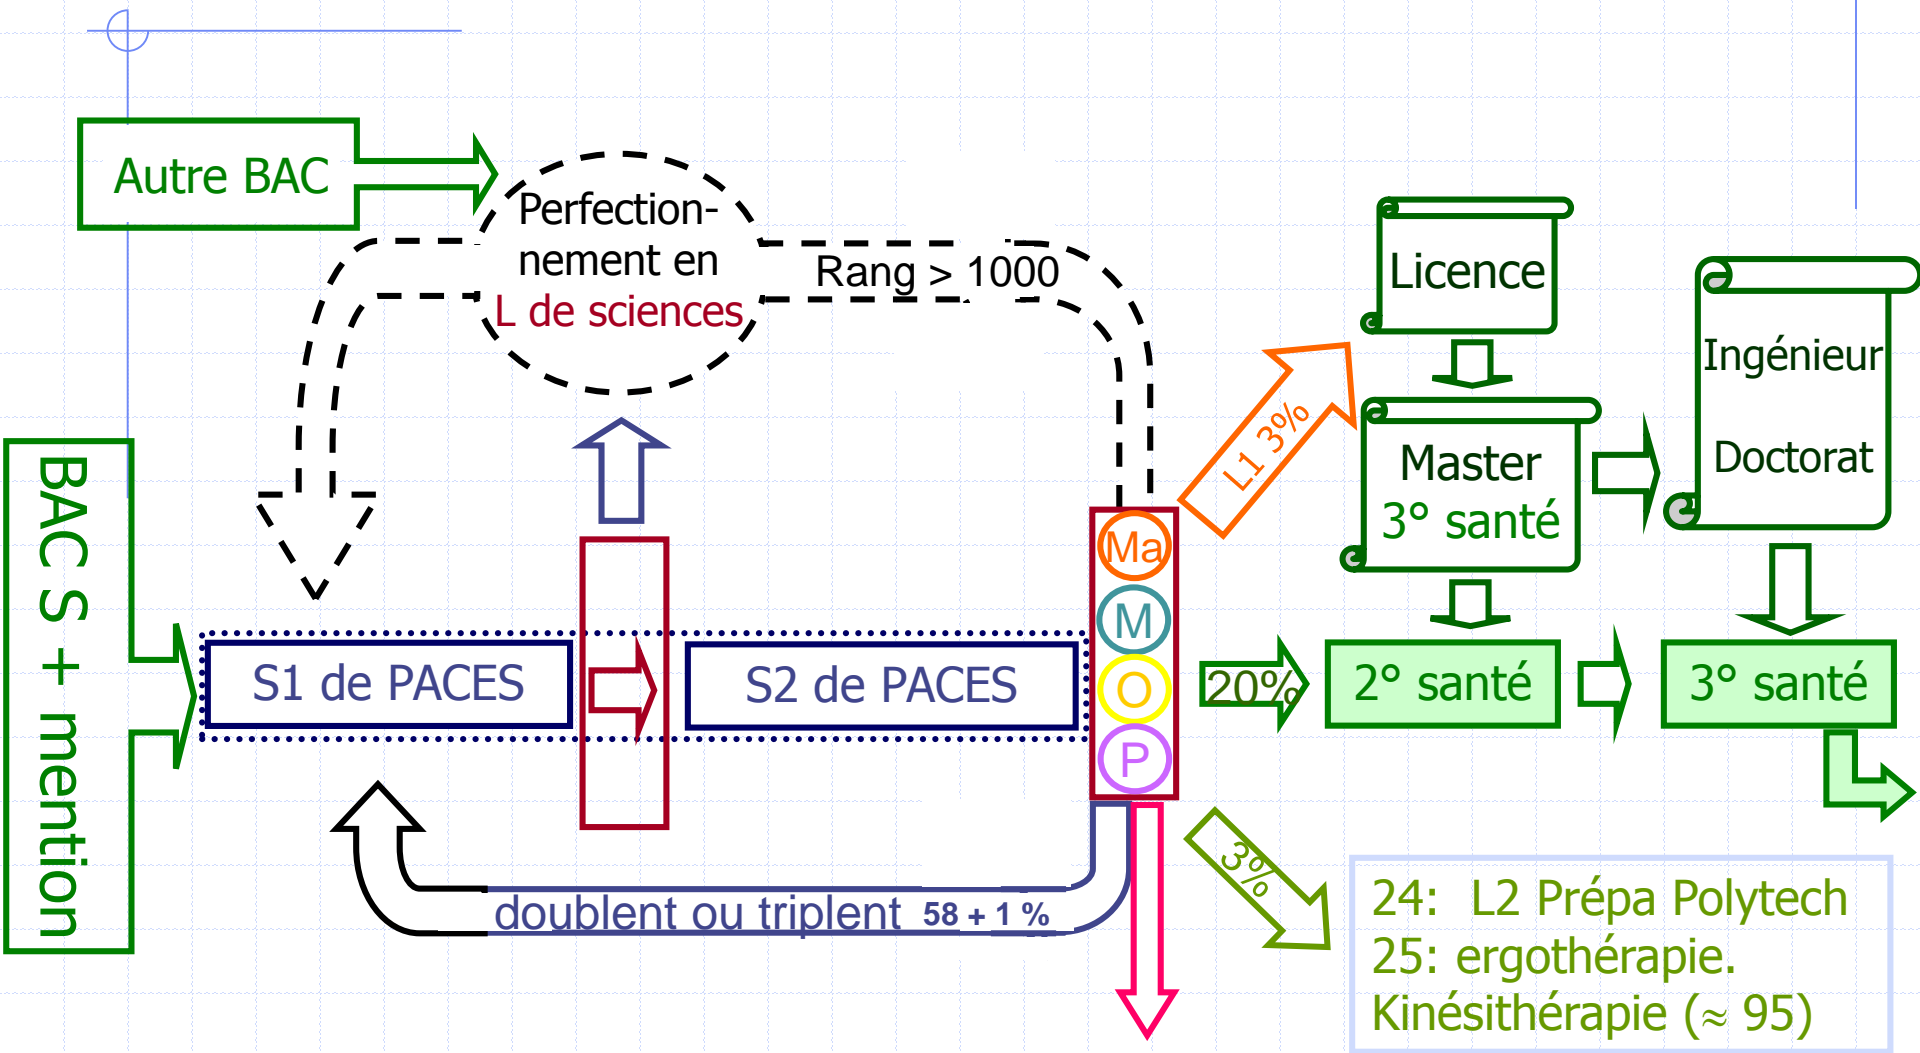 Autre BAC
Perfection-
nement en
L de sciences
Rang > 1000
Licence
Ingénieur
Doctorat
L1 3%
Master
3° santé
BAC S + mention
S1 de PACES
S2 de PACES
Ma
M
O
P
20%
2° santé
3° santé
doublent ou triplent 58 + 1 %
3%
24: L2 Prépa Polytech
25: ergothérapie.
Kinésithérapie (≈ 95)